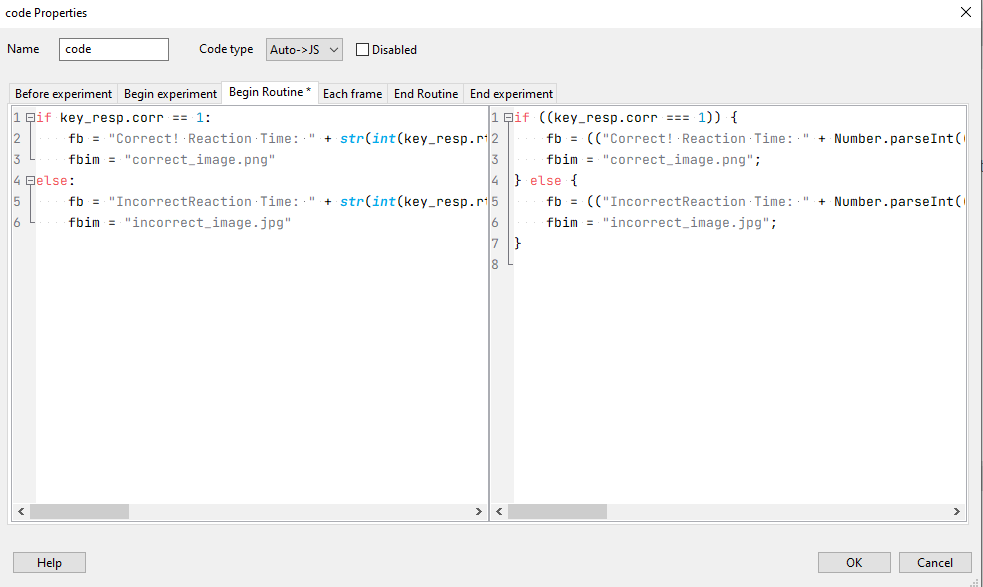 code Properties
Name code Code type Auto->JS Disabled
Before experiment Begin experiment Begin Routine * Each frame End Routine End experiment
1 if key_resp.corr == 1:
2 fb = "Correct! Reaction Time: " + str(int(key_resp.rt
3 fbim = "correct_image.png"
4 else:
5 fb = "IncorrectReaction Time: " + str(int(key_resp.rt
6 fbim = "incorrect_image.jpg"
1 if ((key_resp.corr === 1)) {
2 fb = (("Correct! Reaction Time: " + Number.parseInt(
3 fbim = "correct_image.png";
4 } else {
5 fb = (("IncorrectReaction Time: " + Number.parseInt(
6 fbim = "incorrect_image.jpg";
7 }
8
Help OK Cancel